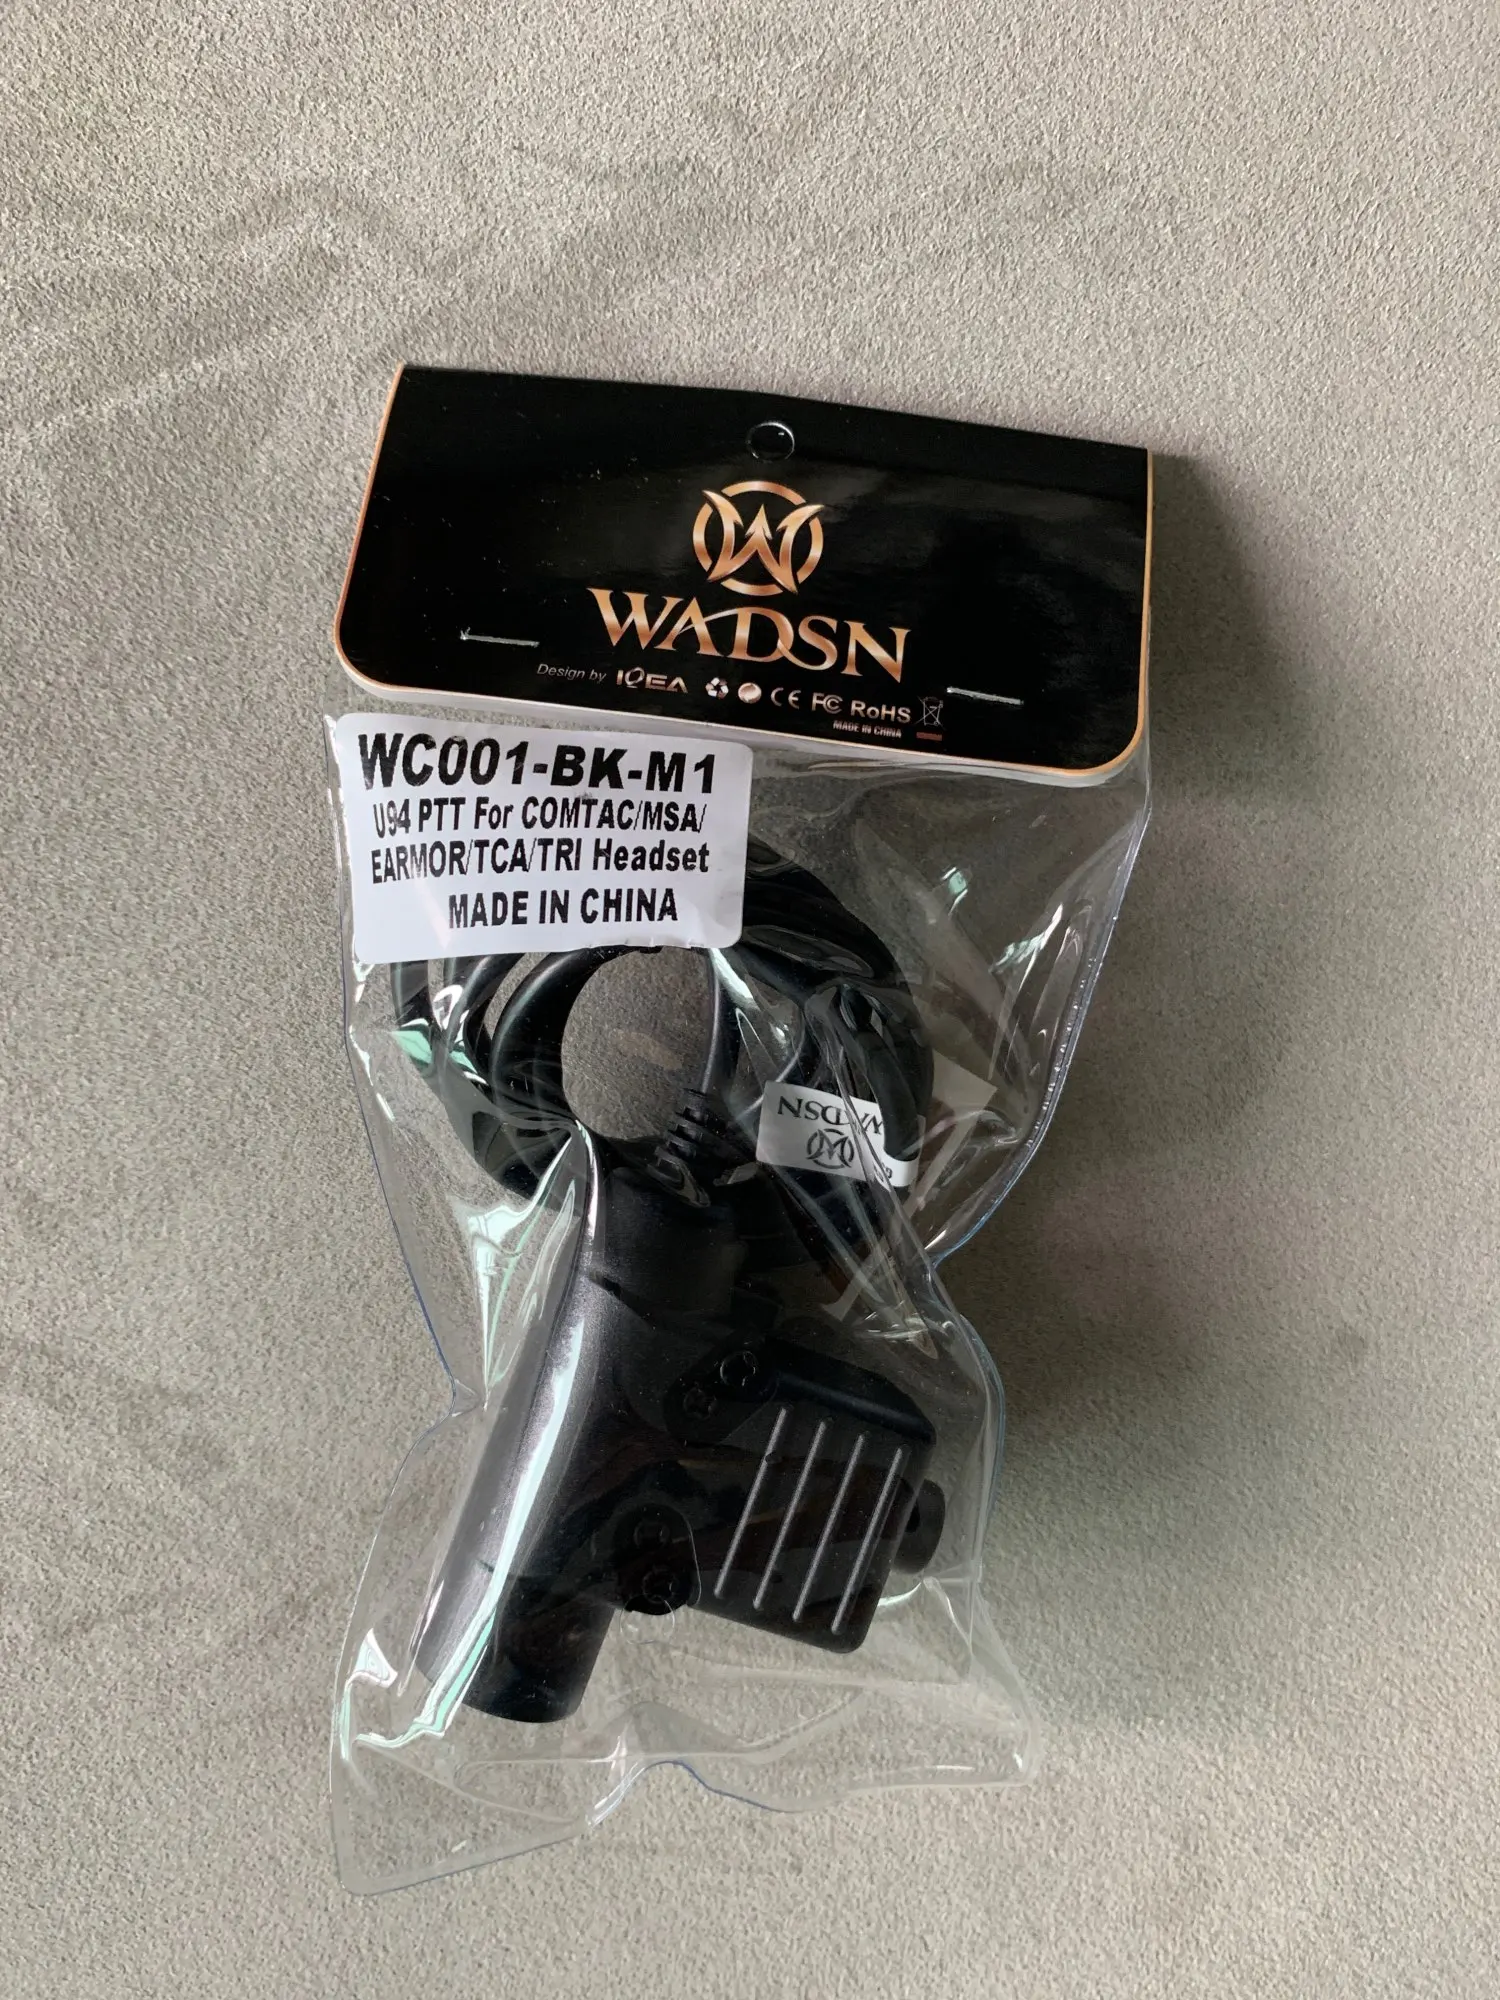 WADSN
Design by IQEA CE FC RoHS
MADE IN CHINA
WC001-BK-M1
U94 PTT For COMTAC/MSA/
EARMOR/TCA/TRI Headset
MADE IN CHINA
WADSN